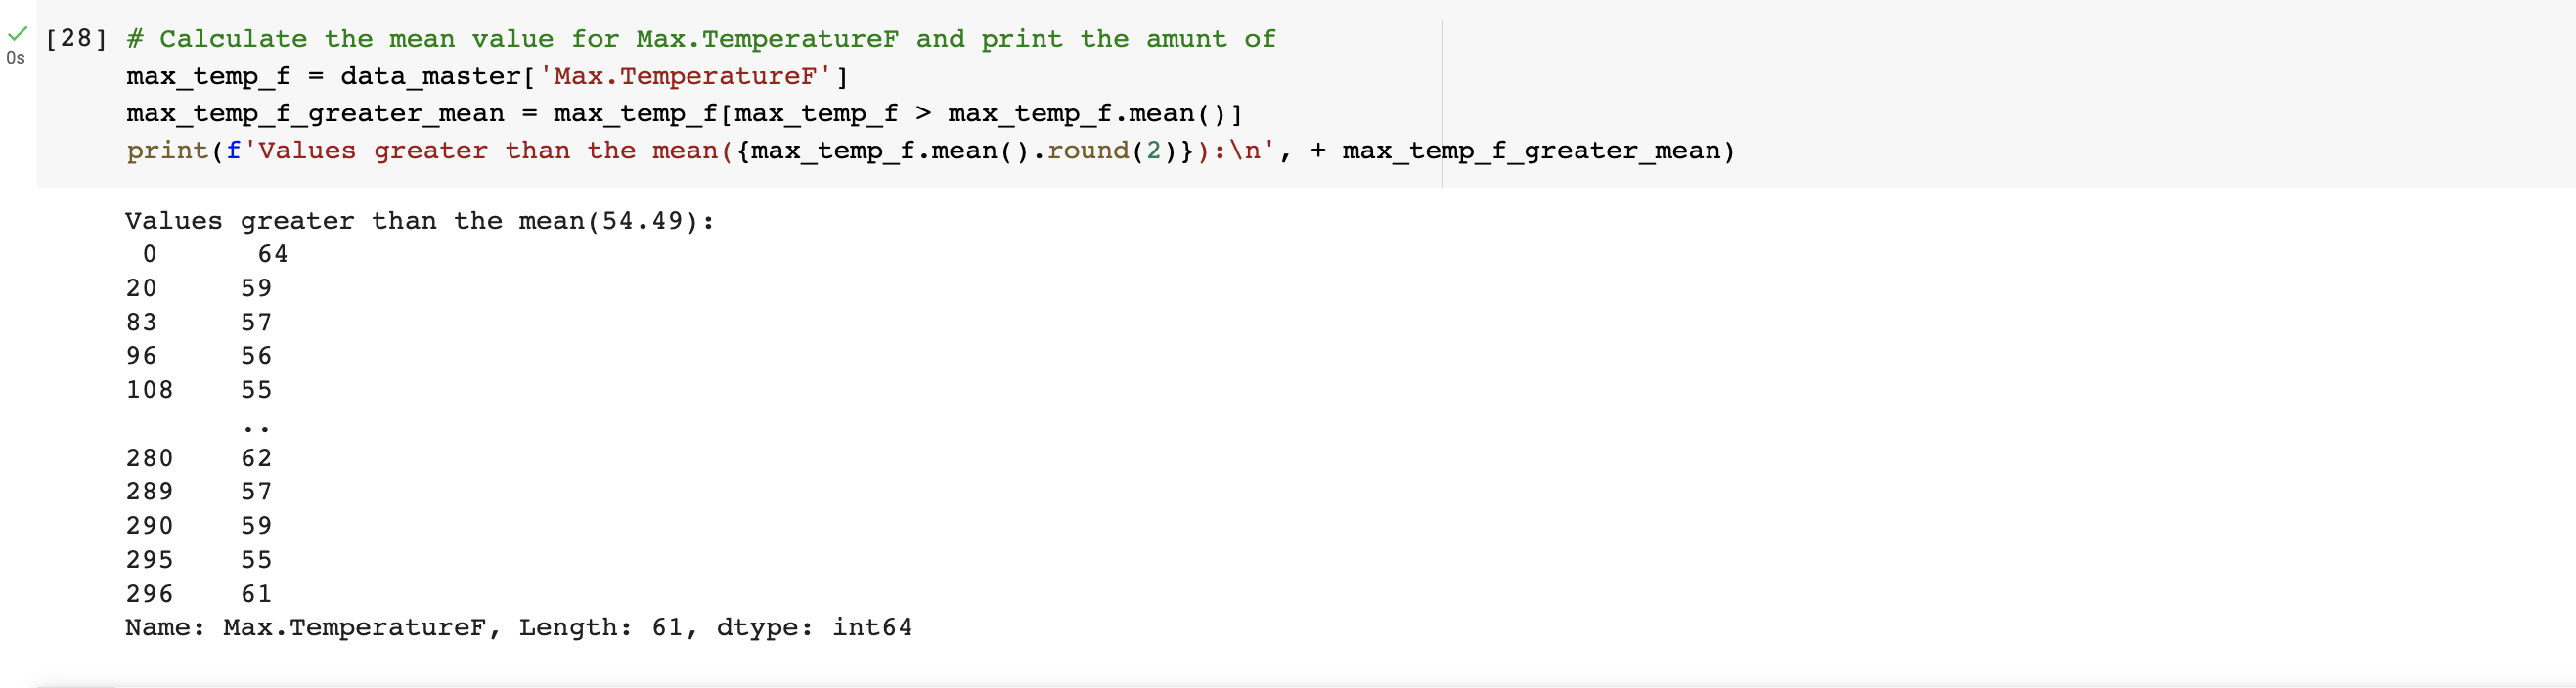 [28] # Calculate the mean value for Max.TemperatureF and print the amunt of
0s
max_temp_f = data_master['Max.TemperatureF']
max_temp_f_greater_mean = max_temp_f[max_temp_f > max_temp_f.mean()]
print(f'Values greater than the mean({max_temp_f.mean().round(2)}):\n', + max_temp_f_greater_mean)
Values greater than the mean(54.49):
 0      64
20     59
83     57
96     56
108    55
       ..
280    62
289    57
290    59
295    55
296    61
Name: Max.TemperatureF, Length: 61, dtype: int64